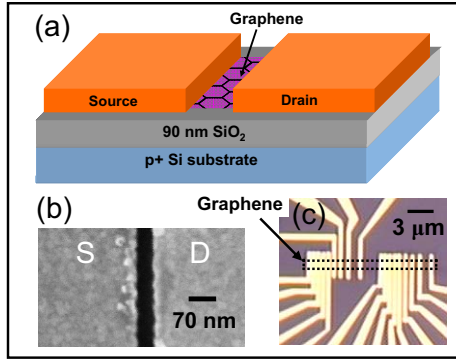 (a)
Graphene
Source
Drain
90 nm SiO₂
p+ Si substrate
(b)
S
D
70 nm
Graphene
(c)
3 μm